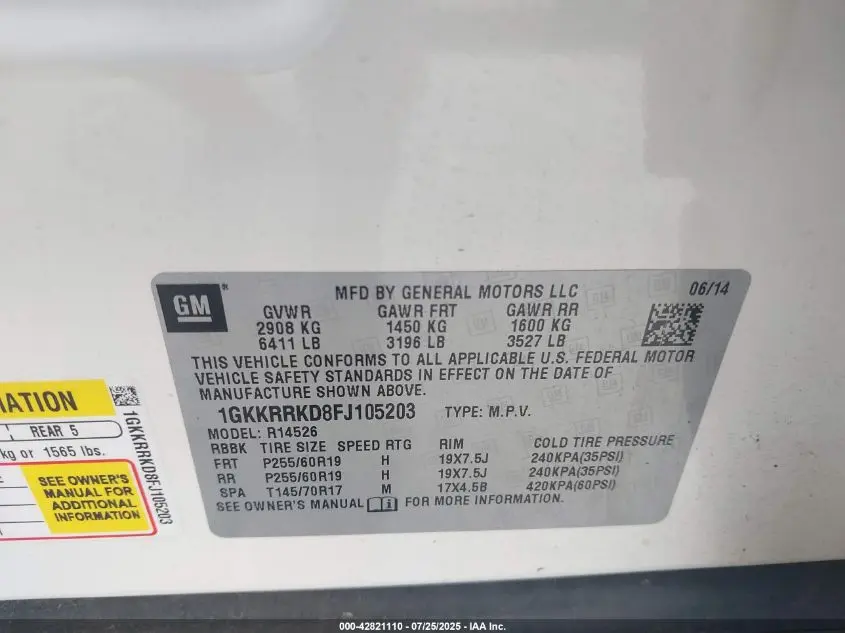 GM
MFD BY GENERAL MOTORS LLC 06/14
GVWR GAWR FRT GAWR RR
2908 KG 1450 KG 1600 KG
6411 LB 3196 LB 3527 LB
THIS VEHICLE CONFORMS TO ALL APPLICABLE U.S. FEDERAL MOTOR
VEHICLE SAFETY STANDARDS IN EFFECT ON THE DATE OF
MANUFACTURE SHOWN ABOVE.
1GKKRRKD8FJ105203 TYPE: M.P.V.
MODEL: R14526
RBBK TIRE SIZE SPEED RTG RIM COLD TIRE PRESSURE
FRT P255/60R19 H 19X7.5J 240KPA(35PSI)
RR P255/60R19 H 19X7.5J 240KPA(35PSI)
SPA T145/70R17 M 17X4.5B 420KPA(60PSI)
SEE OWNER'S MANUAL FOR MORE INFORMATION.
MATION
REAR 5
kg or 1565 lbs.
SEE OWNER'S
MANUAL FOR
ADDITIONAL
INFORMATION
1GKKRRKD8FJ105203
000-42821110 - 07/25/2025 - IAA Inc.